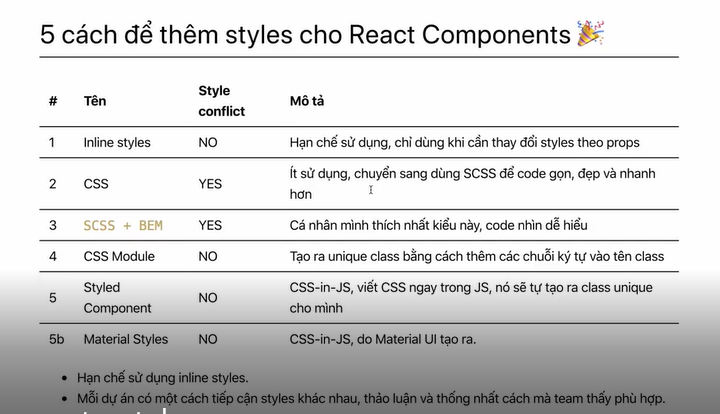 5 cách để thêm styles cho React Components🎉
# Tên Style conflict Mô tả
1 Inline styles NO Hạn chế sử dụng, chỉ dùng khi cần thay đổi styles theo props
2 CSS YES Ít sử dụng, chuyển sang dùng SCSS để code gọn, đẹp và nhanh hơn
3 SCSS + BEM YES Cá nhân mình thích nhất kiểu này, code nhìn dễ hiểu
4 CSS Module NO Tạo ra unique class bằng cách thêm các chuỗi ký tự vào tên class
5 Styled Component NO CSS-in-JS, viết CSS ngay trong JS, nó sẽ tự tạo ra class unique cho mình
5b Material Styles NO CSS-in-JS, do Material UI tạo ra.
• Hạn chế sử dụng inline styles.
• Mỗi dự án có một cách tiếp cận styles khác nhau, thảo luận và thống nhất cách mà team thấy phù hợp.